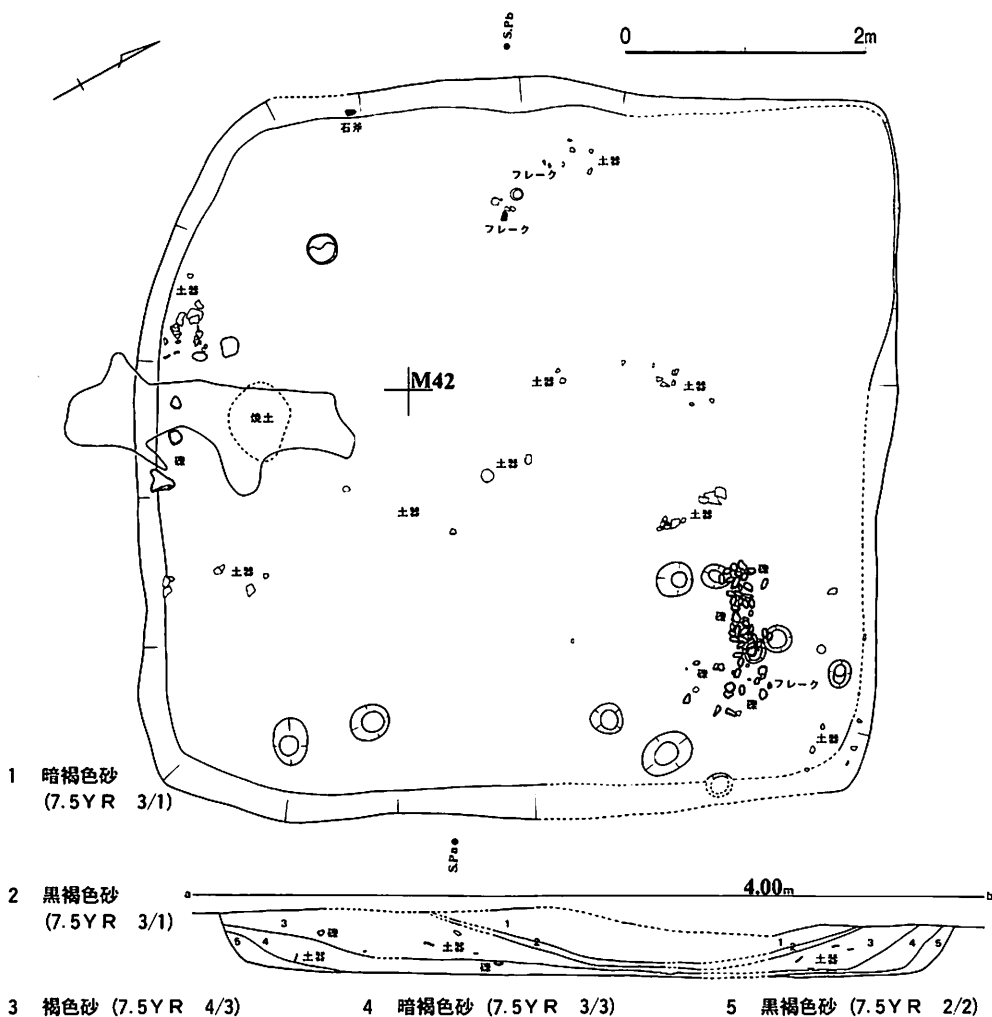 S.Pb
0 2m
石斧
土器
フレーク
フレーク
土器
M42
焼土
土器
土器
礫
土器
土器
土器
土器
礫
礫
礫
フレーク
礫
土器
1 暗褐色砂
(7.5YR 3/1)
S.Pa
2 黒褐色砂
(7.5YR 3/1)
a 4.00m b
3 1
5 4 礫 2 土器 1 2 3 4 5
土器 礫 土器
3 褐色砂 (7.5YR 4/3) 4 暗褐色砂 (7.5YR 3/3) 5 黒褐色砂 (7.5YR 2/2)